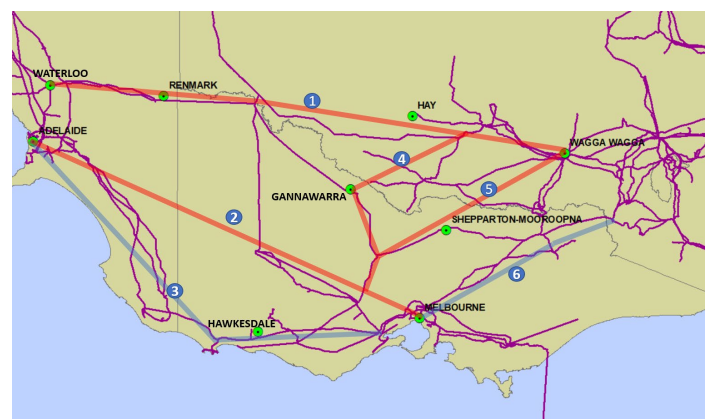 WATERLOO
RENMARK
1
HAY
ADELAIDE
WAGGA WAGGA
4
GANNAWARRA
5
2
SHEPPARTON-MOOROOPNA
6
3
HAWKESDALE
MELBOURNE